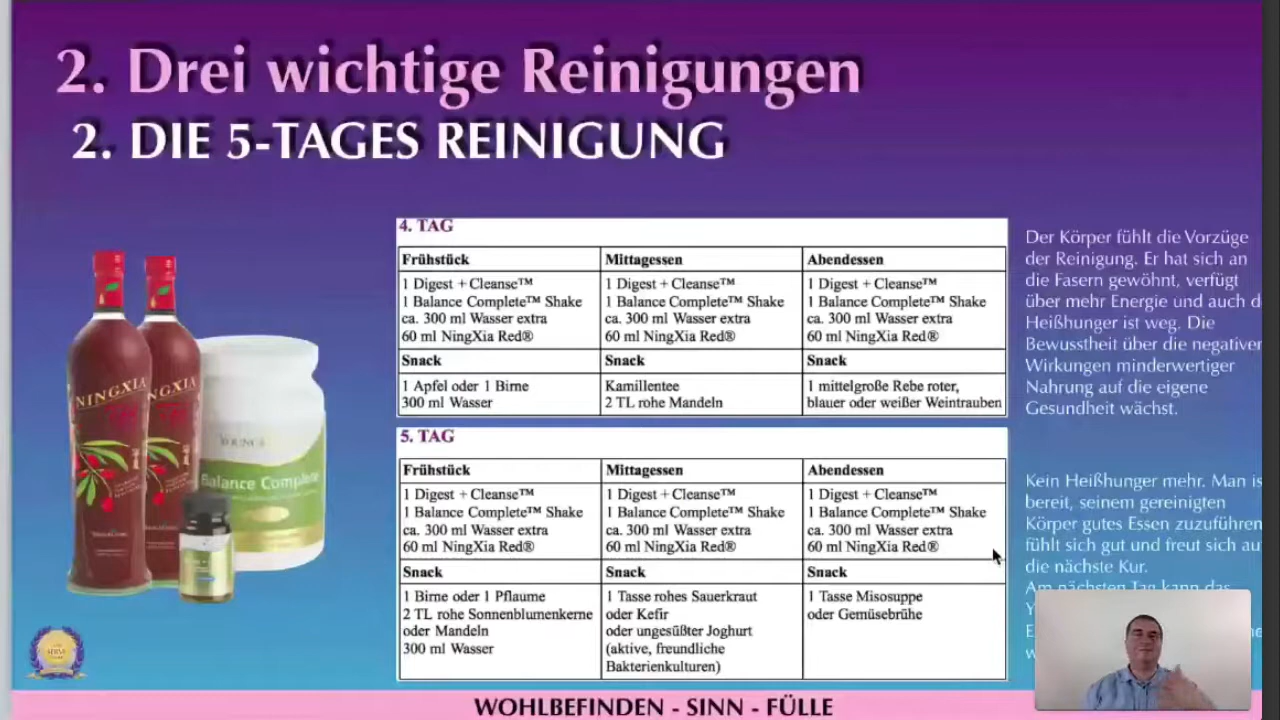 2. Drei wichtige Reinigungen
2. DIE 5-TAGES REINIGUNG
4. TAG
Frühstück Mittagessen Abendessen
1 Digest + Cleanse™ 1 Digest + Cleanse™ 1 Digest + Cleanse™
1 Balance Complete™ Shake 1 Balance Complete™ Shake 1 Balance Complete™ Shake
ca. 300 ml Wasser extra ca. 300 ml Wasser extra ca. 300 ml Wasser extra
60 ml NingXia Red® 60 ml NingXia Red® 60 ml NingXia Red®
Snack Snack Snack
1 Apfel oder 1 Birne Kamillentee 1 mittelgroße Rebe roter,
300 ml Wasser 2 TL rohe Mandeln blauer oder weißer Weintrauben
Der Körper fühlt die Vorzüge
der Reinigung. Er hat sich an
die Fasern gewöhnt, verfügt
über mehr Energie und auch d
Heißhunger ist weg. Die
Bewusstheit über die negativen
Wirkungen minderwertiger
Nahrung auf die eigene
Gesundheit wächst.
5. TAG
Frühstück Mittagessen Abendessen
1 Digest + Cleanse™ 1 Digest + Cleanse™ 1 Digest + Cleanse™
1 Balance Complete™ Shake 1 Balance Complete™ Shake 1 Balance Complete™ Shake
ca. 300 ml Wasser extra ca. 300 ml Wasser extra ca. 300 ml Wasser extra
60 ml NingXia Red® 60 ml NingXia Red® 60 ml NingXia Red®
Snack Snack Snack
1 Birne oder 1 Pflaume 1 Tasse rohes Sauerkraut 1 Tasse Misosuppe
2 TL rohe Sonnenblumenkerne oder Kefir oder Gemüsebrühe
oder Mandeln oder ungesüßter Joghurt
300 ml Wasser (aktive, freundliche
Bakterienkulturen)
Kein Heißhunger mehr. Man is
bereit, seinem gereinigten
Körper gutes Essen zuzuführen
fühlt sich gut und freut sich au
die nächste Kur.
Am nächsten Tag kann das
NINGXIA
NGXIA
Balance Complete
WOHLBEFINDEN - SINN - FÜLLE